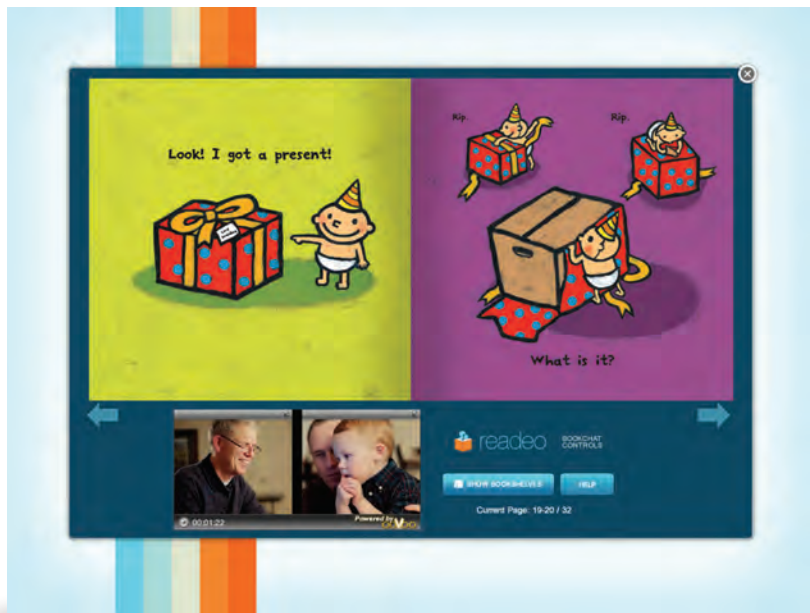 Look! I got a present!
Rip.
Rip.
What is it?
readeo
BOOKCHAT
CONTROLS
SHOW BOOKSHELVES
HELP
Current Page: 19-20 / 32
00:01:22
Powered by
ooVoo